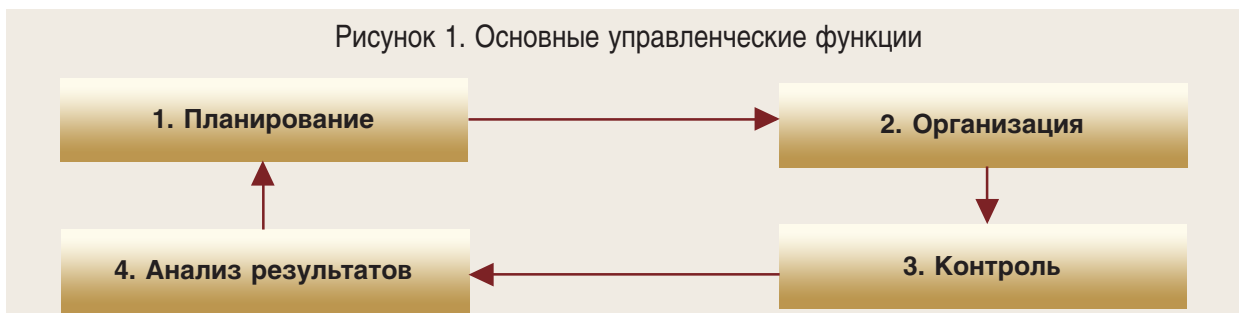 Рисунок 1. Основные управленческие функции
1. Планирование
2. Организация
4. Анализ результатов
3. Контроль